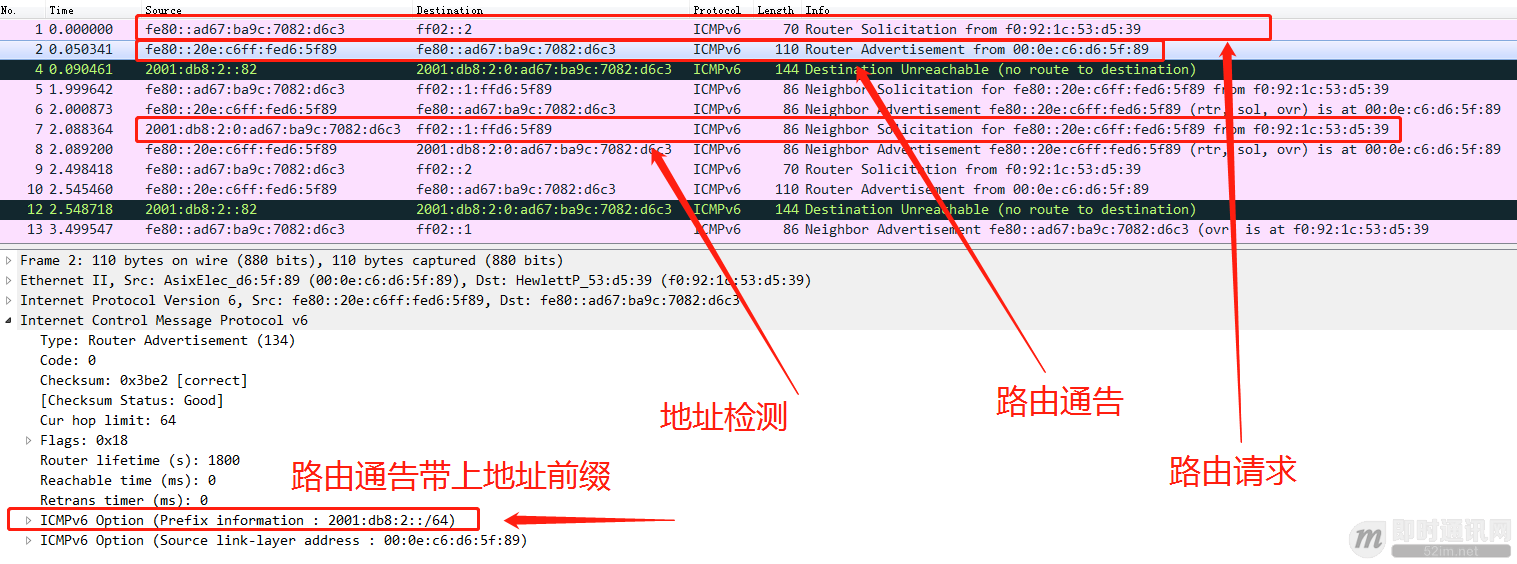 No. Time Source Destination Protocol Length Info
1 0.000000 fe80::ad67:ba9c:7082:d6c3 ff02::2 ICMPv6 70 Router Solicitation from f0:92:1c:53:d5:39
2 0.050341 fe80::20e:c6ff:fed6:5f89 fe80::ad67:ba9c:7082:d6c3 ICMPv6 110 Router Advertisement from 00:0e:c6:d6:5f:89
4 0.090461 2001:db8:2::82 2001:db8:2:0:ad67:ba9c:7082:d6c3 ICMPv6 144 Destination Unreachable (no route to destination)
5 1.999642 fe80::ad67:ba9c:7082:d6c3 ff02::1:ffd6:5f89 ICMPv6 86 Neighbor Solicitation for fe80::20e:c6ff:fed6:5f89 from f0:92:1c:53:d5:39
6 2.000873 fe80::20e:c6ff:fed6:5f89 fe80::ad67:ba9c:7082:d6c3 ICMPv6 86 Neighbor Advertisement fe80::20e:c6ff:fed6:5f89 (rtr, sol, ovr) is at 00:0e:c6:d6:5f:89
7 2.088364 2001:db8:2:0:ad67:ba9c:7082:d6c3 ff02::1:ffd6:5f89 ICMPv6 86 Neighbor Solicitation for fe80::20e:c6ff:fed6:5f89 from f0:92:1c:53:d5:39
8 2.089200 fe80::20e:c6ff:fed6:5f89 2001:db8:2:0:ad67:ba9c:7082:d6c3 ICMPv6 86 Neighbor Advertisement fe80::20e:c6ff:fed6:5f89 (rtr, sol, ovr) is at 00:0e:c6:d6:5f:89
9 2.498418 fe80::ad67:ba9c:7082:d6c3 ff02::2 ICMPv6 70 Router Solicitation from f0:92:1c:53:d5:39
10 2.545460 fe80::20e:c6ff:fed6:5f89 fe80::ad67:ba9c:7082:d6c3 ICMPv6 110 Router Advertisement from 00:0e:c6:d6:5f:89
12 2.548718 2001:db8:2::82 2001:db8:2:0:ad67:ba9c:7082:d6c3 ICMPv6 144 Destination Unreachable (no route to destination)
13 3.499547 fe80::ad67:ba9c:7082:d6c3 ff02::1 ICMPv6 86 Neighbor Advertisement fe80::ad67:ba9c:7082:d6c3 (ovr) is at f0:92:1c:53:d5:39
Frame 2: 110 bytes on wire (880 bits), 110 bytes captured (880 bits)
Ethernet II, Src: AsixElec_d6:5f:89 (00:0e:c6:d6:5f:89), Dst: HewlettP_53:d5:39 (f0:92:1c:53:d5:39)
Internet Protocol Version 6, Src: fe80::20e:c6ff:fed6:5f89, Dst: fe80::ad67:ba9c:7082:d6c3
Internet Control Message Protocol v6
Type: Router Advertisement (134)
Code: 0
Checksum: 0x3be2 [correct]
[Checksum Status: Good]
Cur hop limit: 64
Flags: 0x18
Router lifetime (s): 1800
Reachable time (ms): 0
Retrans timer (ms): 0
ICMPv6 Option (Prefix information : 2001:db8:2::/64)
ICMPv6 Option (Source link-layer address : 00:0e:c6:d6:5f:89)
路由通告
地址检测
路由请求
路由通告带上地址前缀
m 即时通讯网
52im.net